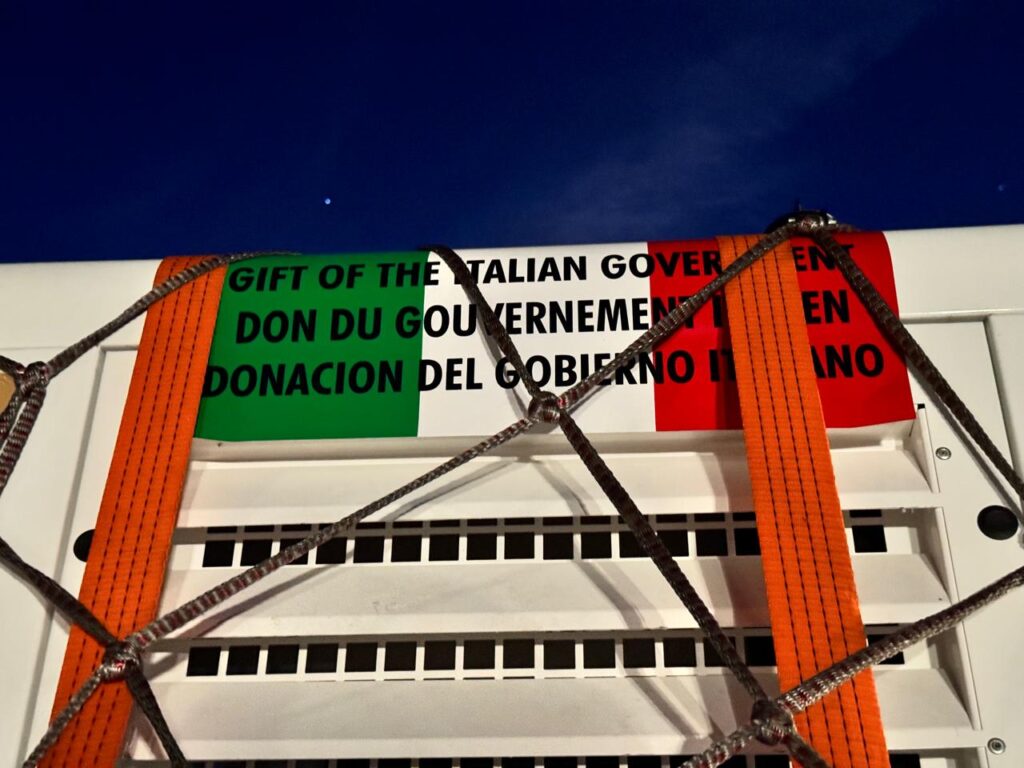 GIFT OF THE ITALIAN GOVERNMENT
DON DU GOUVERNEMENT ITALIEN
DONACION DEL GOBIERNO ITALIANO